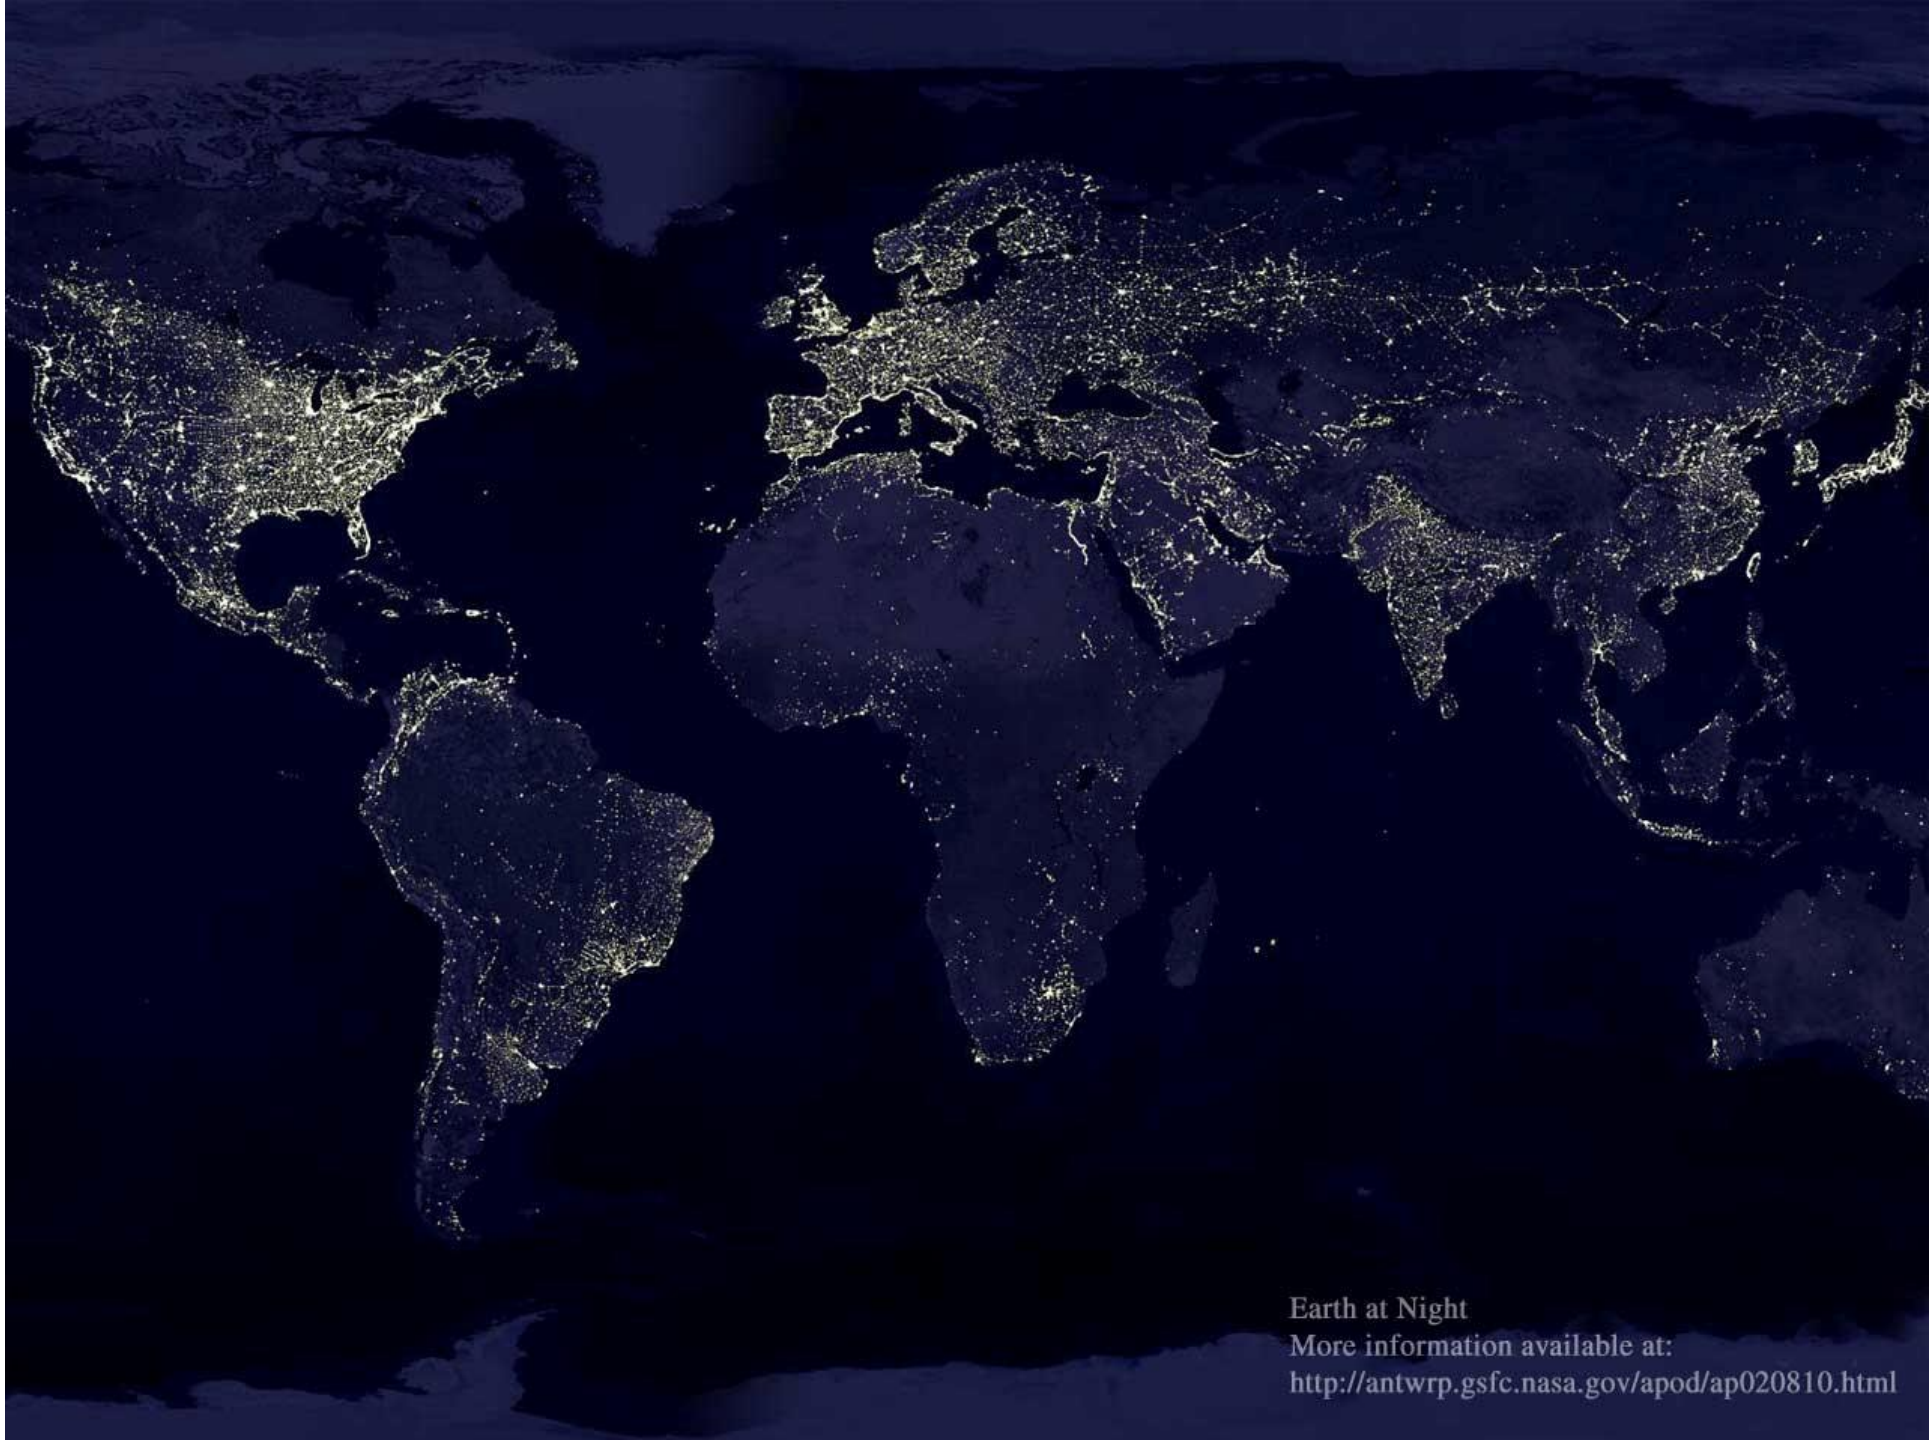 Earth at Night
More information available at:
http://antwrp.gsfc.nasa.gov/apod/ap020810.html